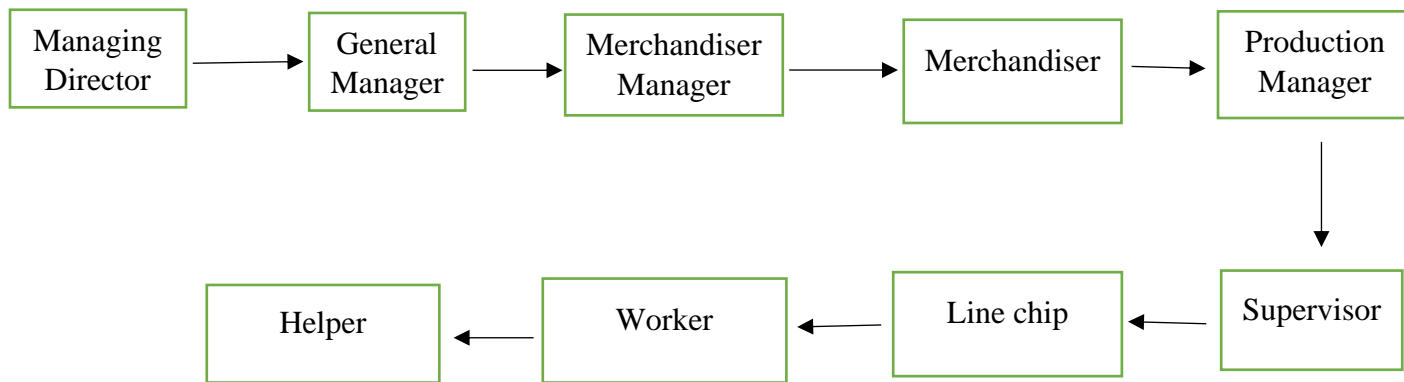 Managing
Director
General
Manager
Merchandiser
Manager
Merchandiser
Production
Manager
Supervisor
Line chip
Worker
Helper